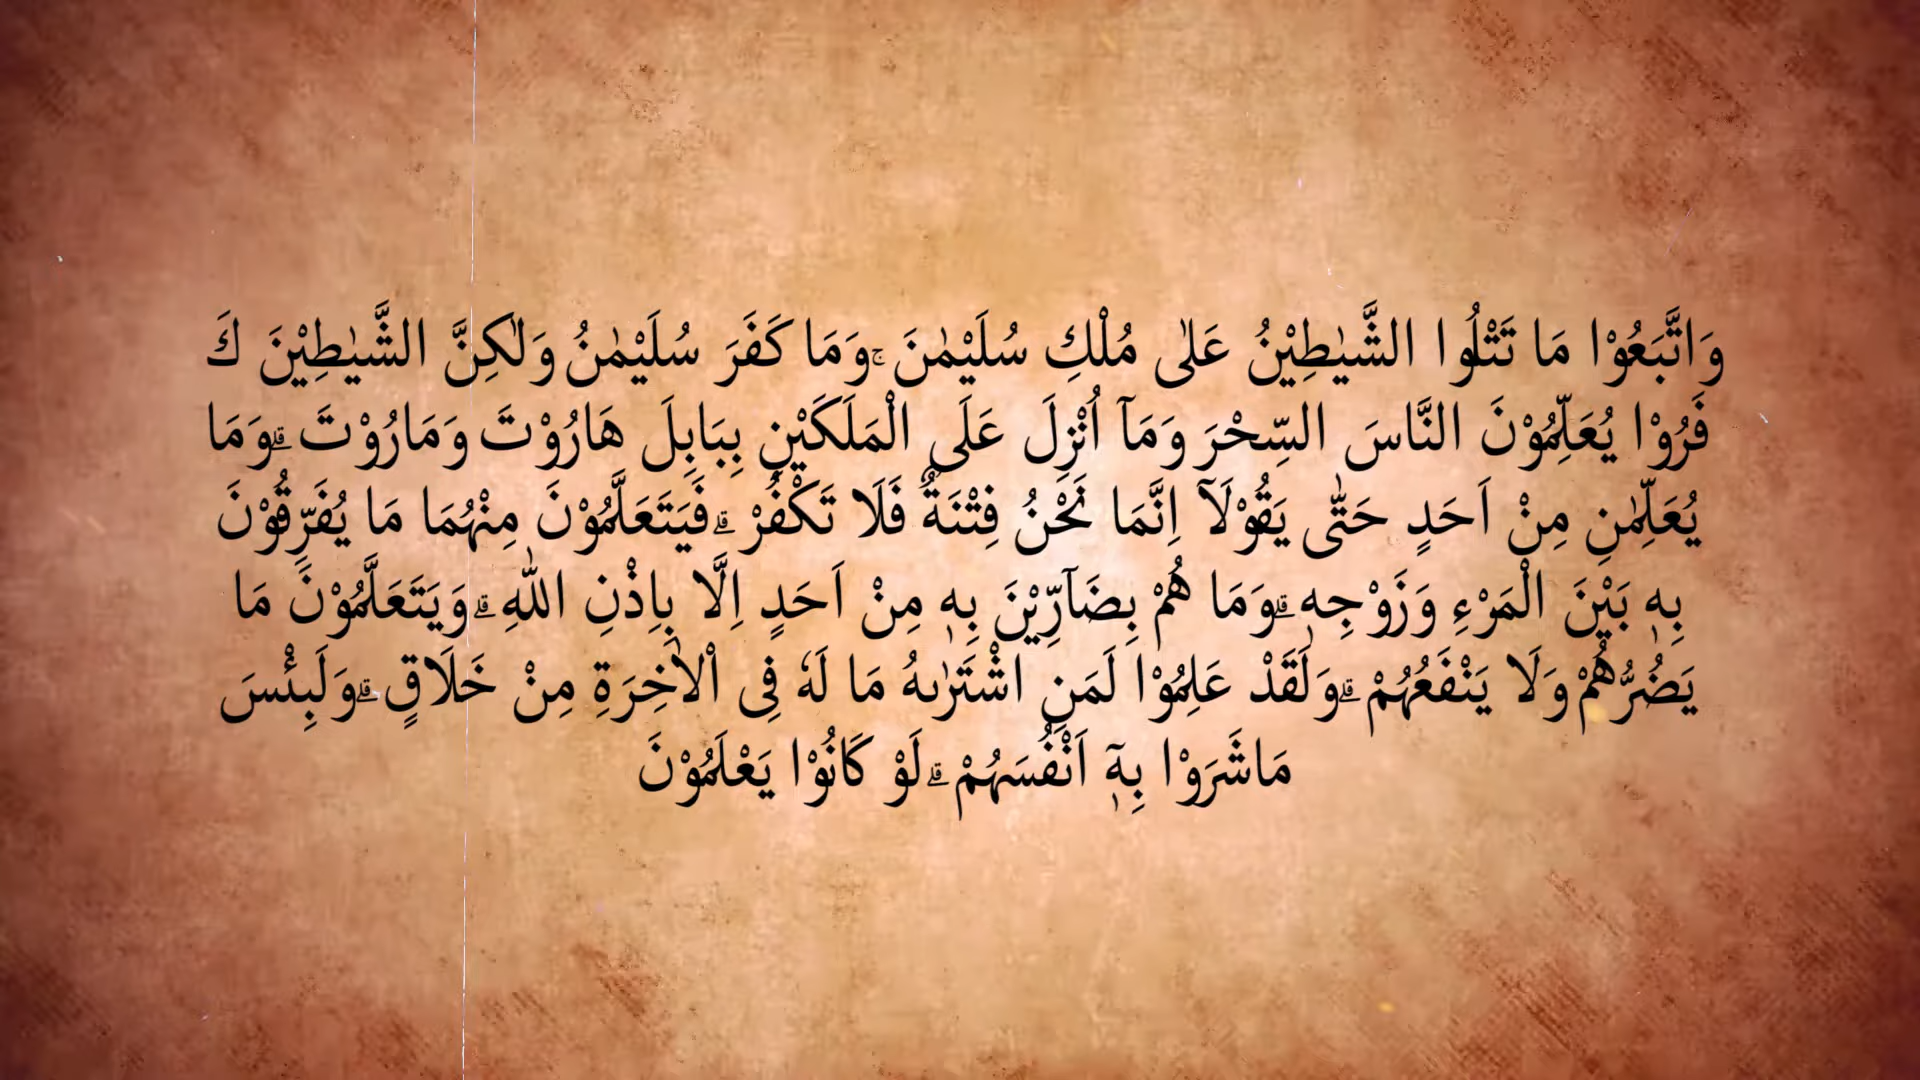 وَاتَّبَعُوْا مَا تَتْلُوا الشَّيٰطِيْنُ عَلٰى مُلْكِ سُلَيْمٰنَ ۚ وَمَا كَفَرَ سُلَيْمٰنُ وَلٰكِنَّ الشَّيٰطِيْنَ كَ
فَرُوْا يُعَلِّمُوْنَ النَّاسَ السِّحْرَ وَمَآ اُنْزِلَ عَلَى الْمَلَكَيْنِ بِبَابِلَ هَارُوْتَ وَمَارُوْتَ ۗ وَمَا
يُعَلِّمٰنِ مِنْ اَحَدٍ حَتّٰى يَقُوْلَآ اِنَّمَا نَحْنُ فِتْنَةٌ فَلَا تَكْفُرْ ۗ فَيَتَعَلَّمُوْنَ مِنْهُمَا مَا يُفَرِّقُوْنَ
بِهٖ بَيْنَ الْمَرْءِ وَزَوْجِهٖ ۗ وَمَا هُمْ بِضَآرِّيْنَ بِهٖ مِنْ اَحَدٍ اِلَّا بِاِذْنِ اللّٰهِ ۗ وَيَتَعَلَّمُوْنَ مَا
يَضُرُّهُمْ وَلَا يَنْفَعُهُمْ ۗ وَلَقَدْ عَلِمُوْا لَمَنِ اشْتَرٰىهُ مَا لَهٗ فِى الْاٰخِرَةِ مِنْ خَلَاقٍ ۗ وَلَبِئْسَ
مَاشَرَوْا بِهٖٓ اَنْفُسَهُمْ ۗ لَوْ كَانُوْا يَعْلَمُوْنَ